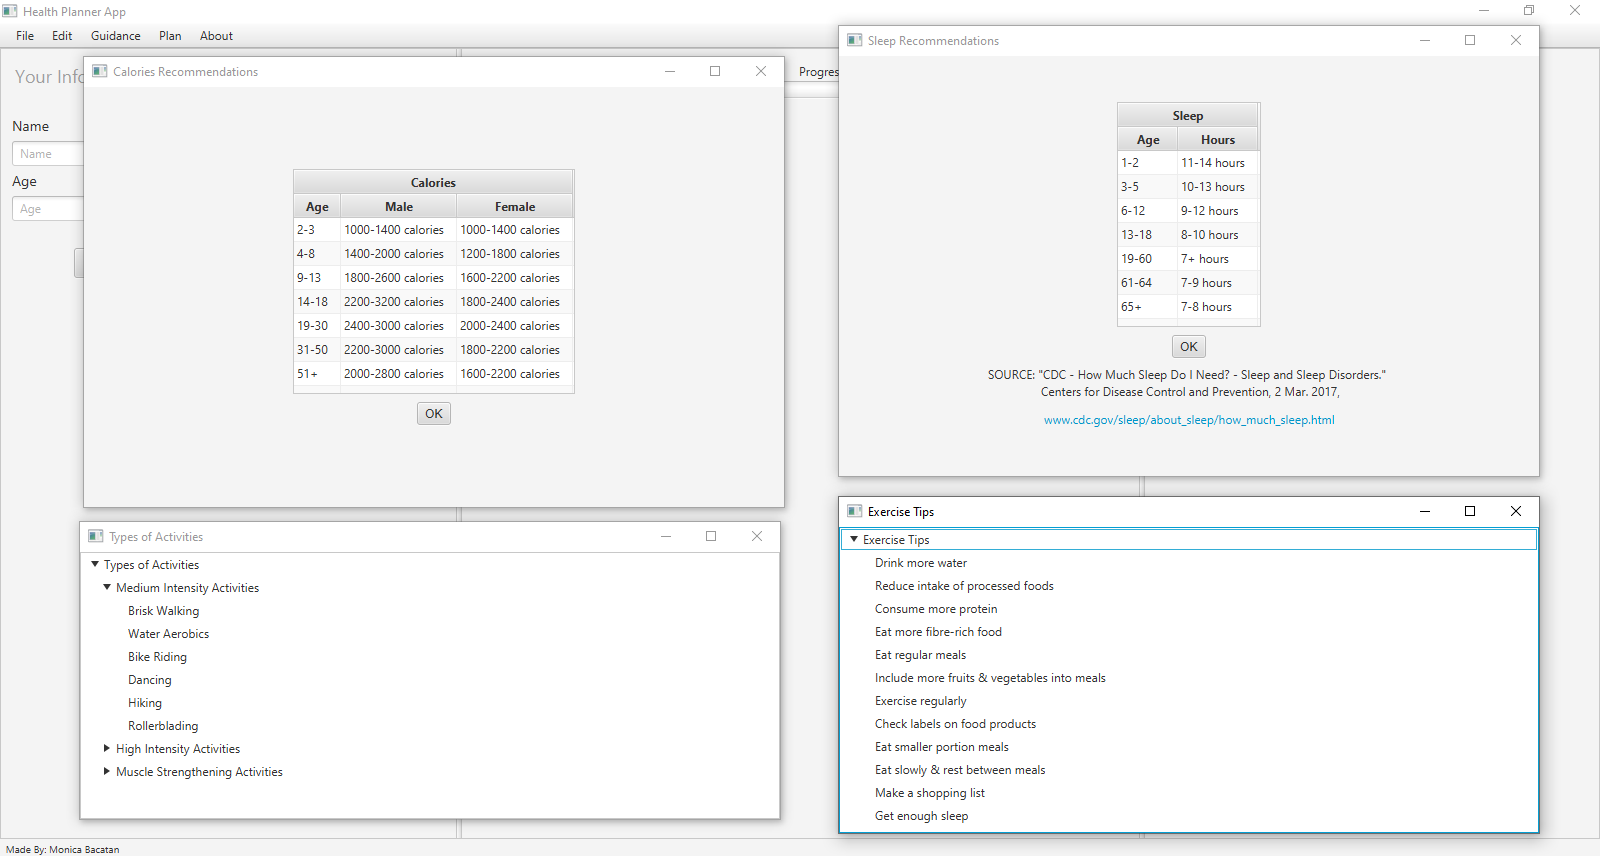 Health Planner App
File Edit Guidance Plan About
Your Info
Name
Name
Age
Age
Progres
Calories Recommendations
Calories
Age Male Female
2-3 1000-1400 calories 1000-1400 calories
4-8 1400-2000 calories 1200-1800 calories
9-13 1800-2600 calories 1600-2200 calories
14-18 2200-3200 calories 1800-2400 calories
19-30 2400-3000 calories 2000-2400 calories
31-50 2200-3000 calories 1800-2200 calories
51+ 2000-2800 calories 1600-2200 calories
OK
Sleep Recommendations
Sleep
Age Hours
1-2 11-14 hours
3-5 10-13 hours
6-12 9-12 hours
13-18 8-10 hours
19-60 7+ hours
61-64 7-9 hours
65+ 7-8 hours
OK
SOURCE: "CDC - How Much Sleep Do I Need? - Sleep and Sleep Disorders."
Centers for Disease Control and Prevention, 2 Mar. 2017,
www.cdc.gov/sleep/about_sleep/how_much_sleep.html
Types of Activities
Types of Activities
Medium Intensity Activities
Brisk Walking
Water Aerobics
Bike Riding
Dancing
Hiking
Rollerblading
High Intensity Activities
Muscle Strengthening Activities
Exercise Tips
Exercise Tips
Drink more water
Reduce intake of processed foods
Consume more protein
Eat more fibre-rich food
Eat regular meals
Include more fruits & vegetables into meals
Exercise regularly
Check labels on food products
Eat smaller portion meals
Eat slowly & rest between meals
Make a shopping list
Get enough sleep
Made By: Monica Bacatan